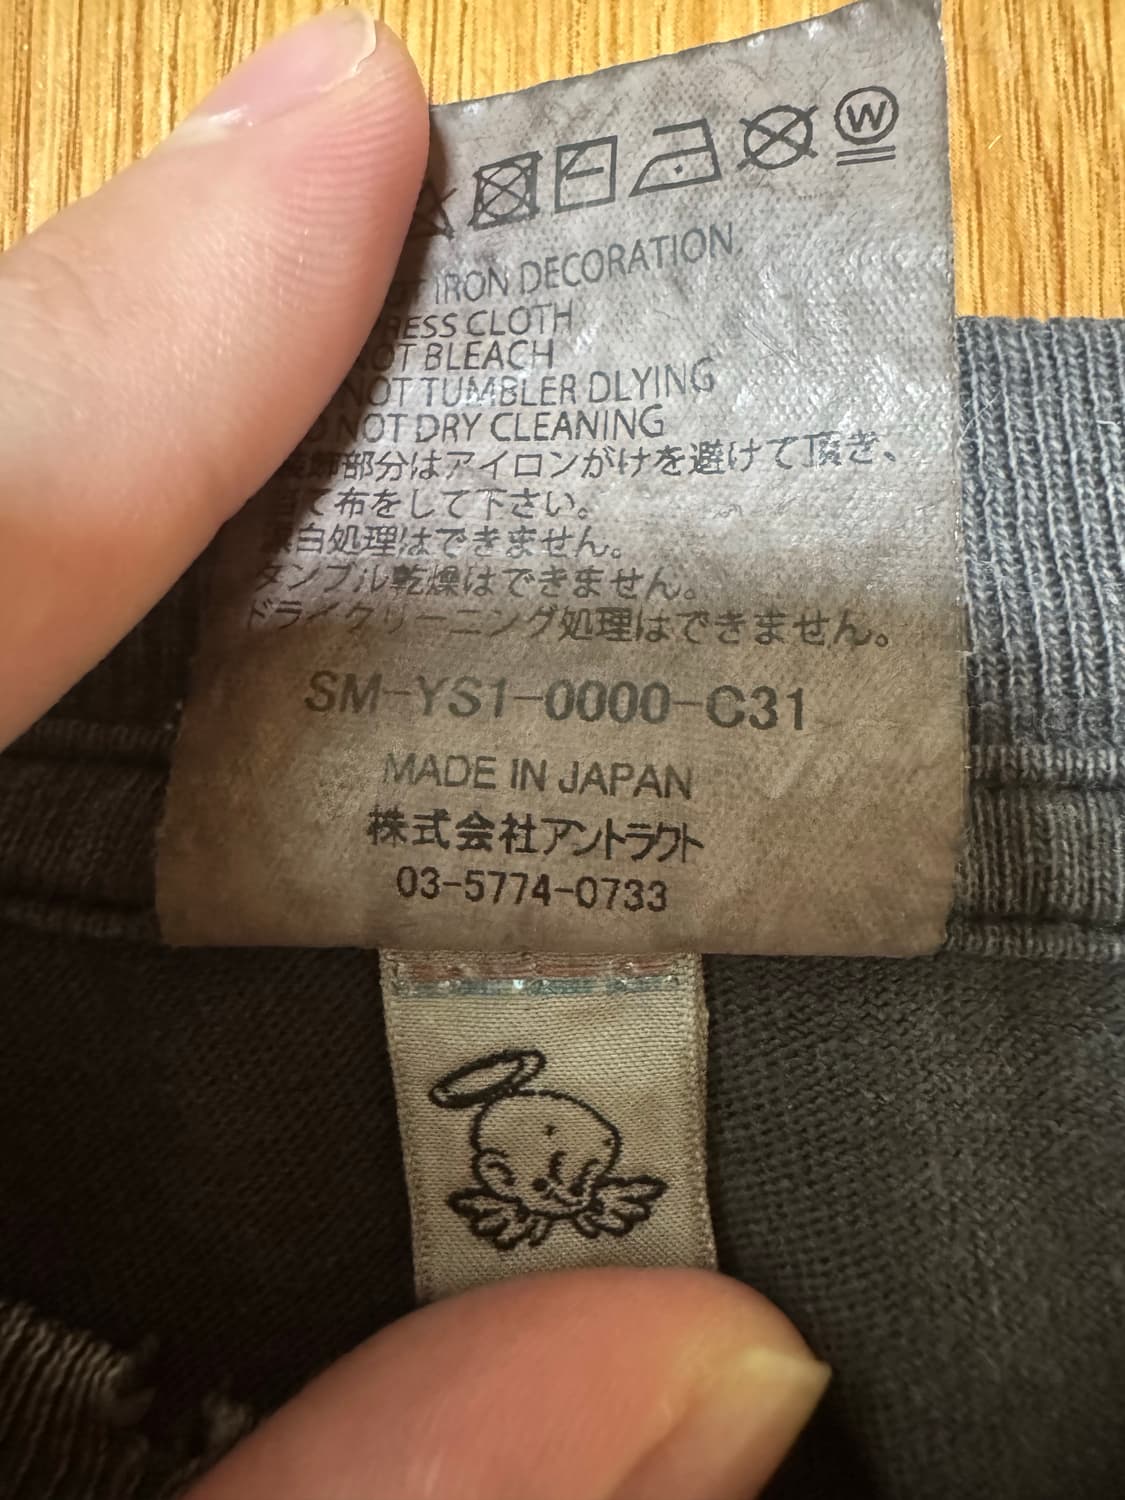 W
IRON DECORATION.
RESS CLOTH
NOT BLEACH
NOT TUMBLER DLYING
NOT DRY CLEANING
部分はアイロンがけを避けて頂き、
当て布をして下さい。
漂白処理はできません。
タンブル乾燥はできません。
ドライクリーニング処理はできません。
SM-YS1-0000-C31
MADE IN JAPAN
株式会社アントラクト
03-5774-0733